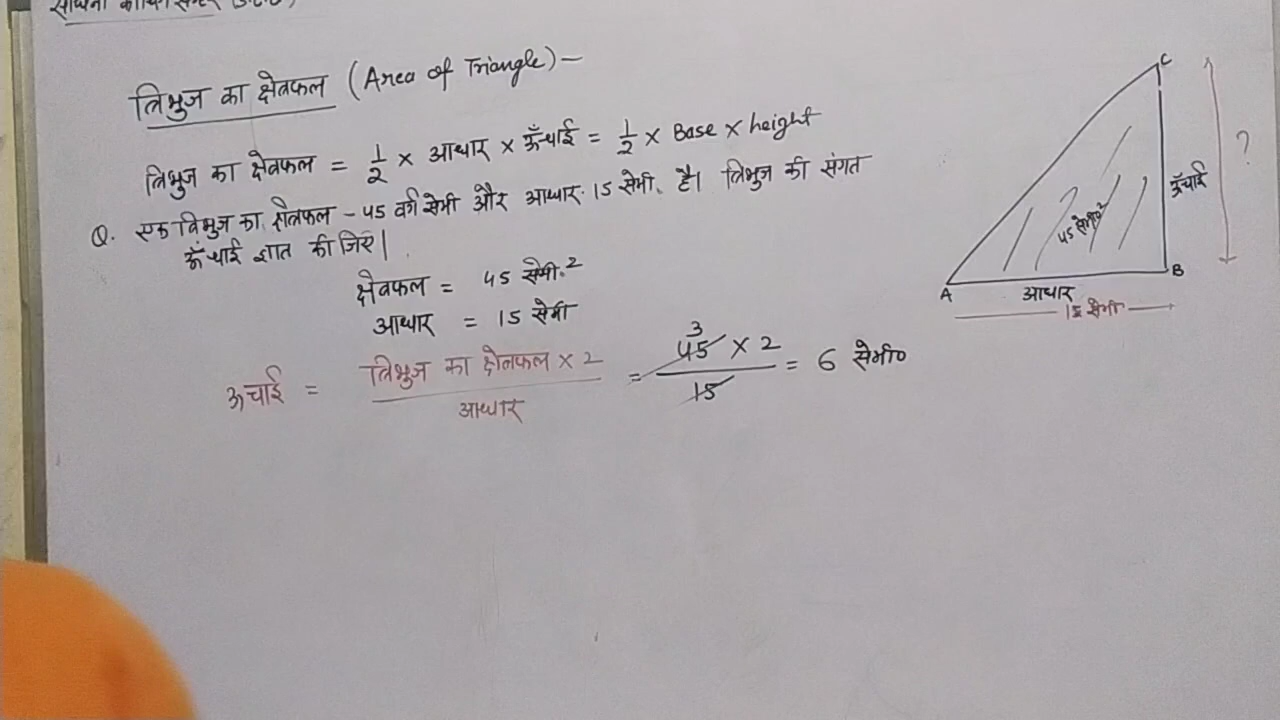 त्रिभुज का क्षेत्रफल (Area of Triangle) –
त्रिभुज का क्षेत्रफल = 1/2 × आधार × ऊँचाई = 1/2 × Base × height
Q. एक त्रिभुज का क्षेत्रफल - 45 वर्ग सेमी और आधार 15 सेमी. है। त्रिभुज की संगत
ऊँचाई ज्ञात कीजिए।
क्षेत्रफल = 45 सेमी.²
आधार = 15 सेमी
ऊचाई = त्रिभुज का क्षेत्रफल × 2 / आधार = 45 × 2 / 15 = 6 सेमी०
3
C
ऊँचाई
?
45 सेमी०²
A
B
आधार
15 सेमी